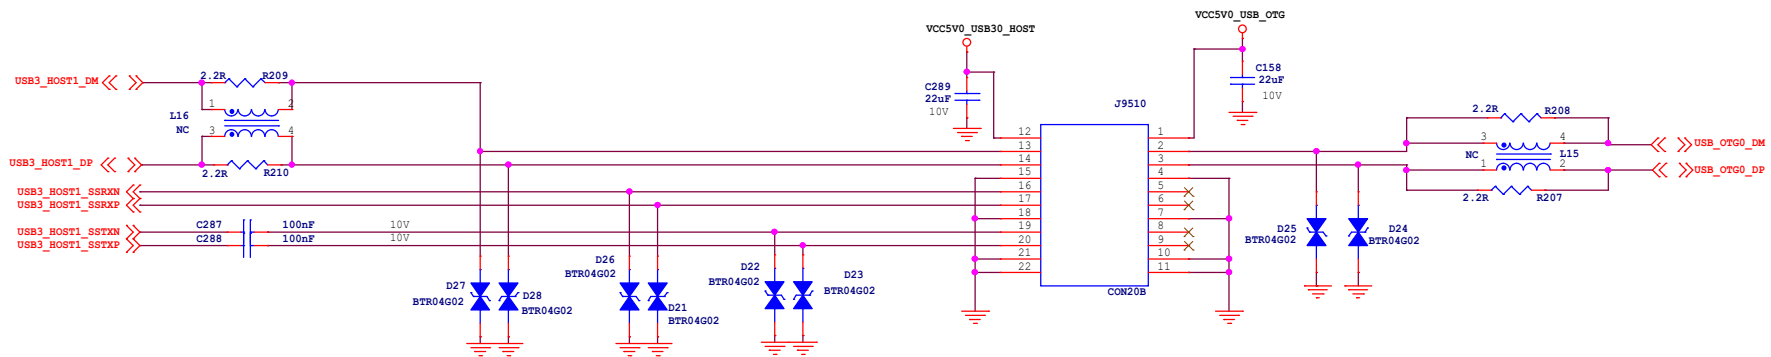 VCC5V0_USB_OTG
VCC5V0_USB30_HOST
USB3_HOST1_DM
2.2R
R209
1
2
L16
NC
3
4
USB3_HOST1_DP
2.2R
R210
USB3_HOST1_SSRXN
USB3_HOST1_SSRXP
USB3_HOST1_SSTXN
C287
100nF
10V
USB3_HOST1_SSTXP
C288
100nF
10V
D27
BTR04G02
D28
BTR04G02
D26
BTR04G02
D21
BTR04G02
D22
BTR04G02
D23
BTR04G02
C289
22uF
10V
C158
22uF
10V
J9510
12
13
14
15
16
17
18
19
20
21
22
1
2
3
4
5
6
7
8
9
10
11
CON20B
D25
BTR04G02
D24
BTR04G02
2.2R
R208
3
4
NC
L15
1
2
2.2R
R207
USB_OTG0_DM
USB_OTG0_DP